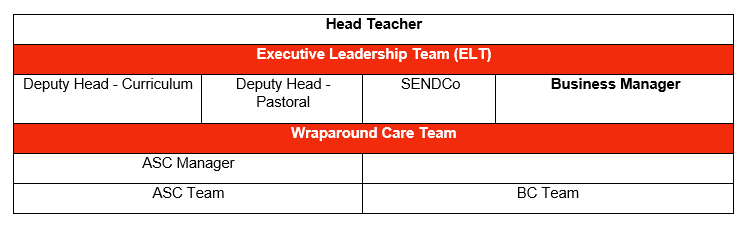 Head Teacher
Executive Leadership Team (ELT)
Deputy Head - Curriculum
Deputy Head -
Pastoral
SENDCo
Business Manager
Wraparound Care Team
ASC Manager
ASC Team
BC Team